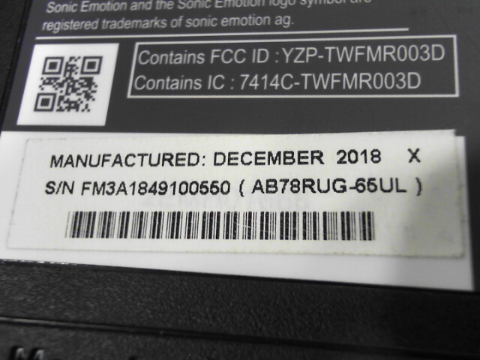 Sonic Emotion and the Sonic Emotion logo symbol are
registered trademarks of sonic emotion ag.
Contains FCC ID : YZP-TWFMR003D
Contains IC : 7414C-TWFMR003D
MANUFACTURED: DECEMBER 2018 X
S/N FM3A1849100550 ( AB78RUG-65UL )